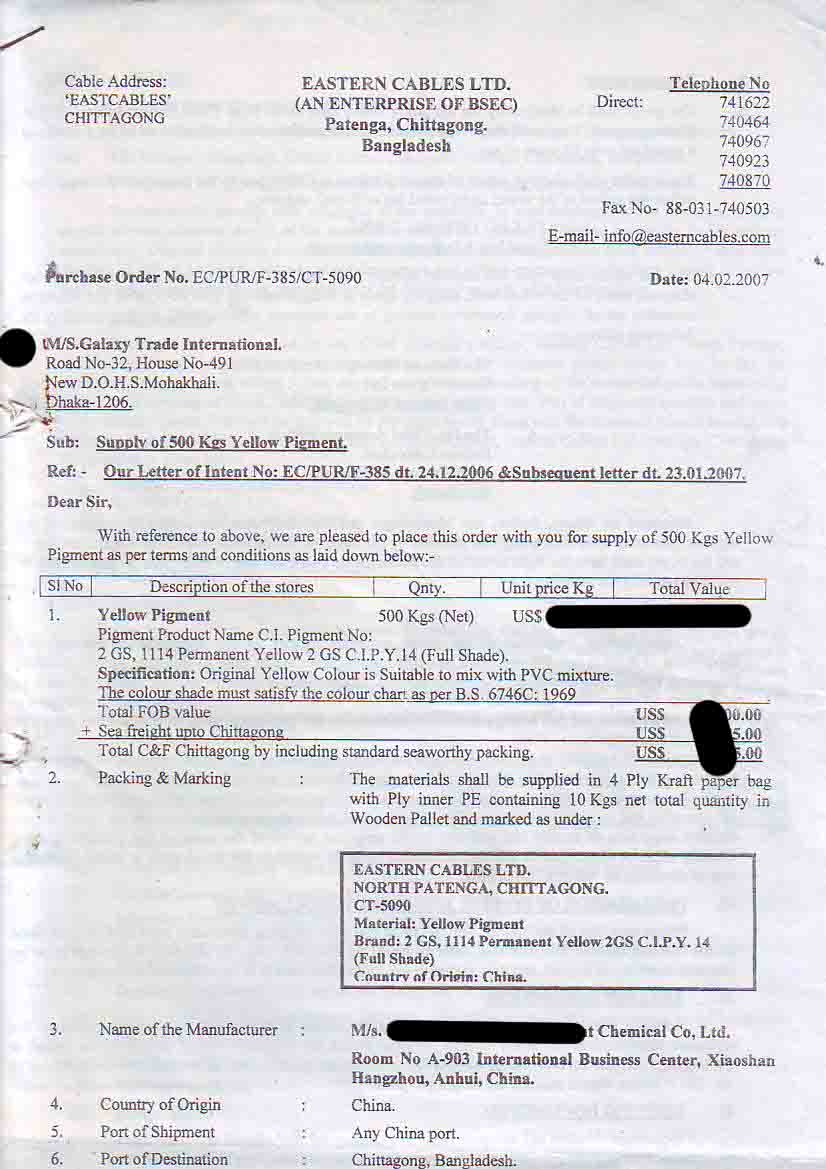 Cable Address:
'EASTCABLES'
CHITTAGONG
EASTERN CABLES LTD.
(AN ENTERPRISE OF BSEC)
Patenga, Chittagong.
Bangladesh
Telephone No
Direct: 741622
740464
740967
740923
740870
Fax No- 88-031-740503
E-mail- info@easterncables.com
Purchase Order No. EC/PUR/F-385/CT-5090 Date: 04.02.2007
M/S.Galaxy Trade International.
Road No-32, House No-491
New D.O.H.S.Mohakhali.
Dhaka-1206.
Sub: Supply of 500 Kgs Yellow Pigment.
Ref: - Our Letter of Intent No: EC/PUR/F-385 dt. 24.12.2006 &Subsequent letter dt. 23.01.2007.
Dear Sir,
With reference to above, we are pleased to place this order with you for supply of 500 Kgs Yellow
Pigment as per terms and conditions as laid down below:-
Sl No Description of the stores Qnty. Unit price Kg Total Value
1. Yellow Pigment 500 Kgs (Net) US$
Pigment Product Name C.I. Pigment No:
2 GS, 1114 Permanent Yellow 2 GS C.I.P.Y.14 (Full Shade).
Specification: Original Yellow Colour is Suitable to mix with PVC mixture.
The colour shade must satisfy the colour chart as per B.S. 6746C: 1969
Total FOB value US$ 00.00
+ Sea freight upto Chittagong US$ 5.00
Total C&F Chittagong by including standard seaworthy packing. US$ 5.00
2. Packing & Marking : The materials shall be supplied in 4 Ply Kraft paper bag
with Ply inner PE containing 10 Kgs net total quantity in
Wooden Pallet and marked as under :
EASTERN CABLES LTD.
NORTH PATENGA, CHITTAGONG.
CT-5090
Material: Yellow Pigment
Brand: 2 GS, 1114 Permanent Yellow 2GS C.I.P.Y. 14
(Full Shade)
Country of Origin: China.
3. Name of the Manufacturer : M/s. t Chemical Co, Ltd.
Room No A-903 International Business Center, Xiaoshan
Hangzhou, Anhui, China.
4. Country of Origin : China.
5. Port of Shipment : Any China port.
6. Port of Destination : Chittagong, Bangladesh.